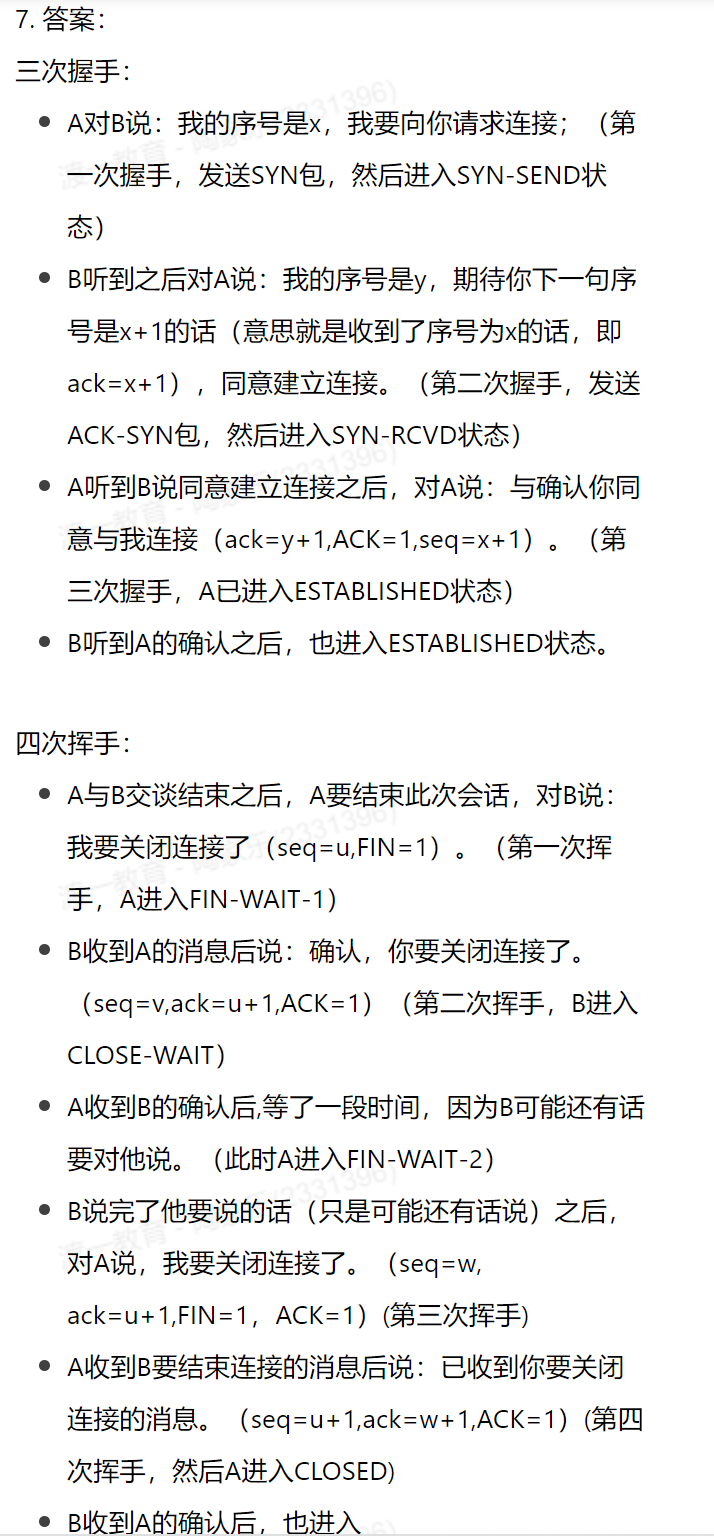 7. 答案：
三次握手：
A对B说：我的序号是x，我要向你请求连接；（第
一次握手，发送SYN包，然后进入SYN-SEND状
态）
B听到之后对A说：我的序号是y，期待你下一句序
号是x+1的话（意思就是收到了序号为x的话，即
ack=x+1），同意建立连接。（第二次握手，发送
ACK-SYN包，然后进入SYN-RCVD状态）
A听到B说同意建立连接之后，对A说：与确认你同
意与我连接（ack=y+1,ACK=1,seq=x+1）。（第
三次握手，A已进入ESTABLISHED状态）
B听到A的确认之后，也进入ESTABLISHED状态。
四次挥手：
A与B交谈结束之后，A要结束此次会话，对B说：
我要关闭连接了（seq=u,FIN=1）。（第一次挥
手，A进入FIN-WAIT-1）
B收到A的消息后说：确认，你要关闭连接了。
（seq=v,ack=u+1,ACK=1）（第二次挥手，B进入
CLOSE-WAIT）
A收到B的确认后,等了一段时间，因为B可能还有话
要对他说。（此时A进入FIN-WAIT-2）
B说完了他要说的话（只是可能还有话说）之后，
对A说，我要关闭连接了。（seq=w,
ack=u+1,FIN=1，ACK=1）(第三次挥手)
A收到B要结束连接的消息后说：已收到你要关闭
连接的消息。（seq=u+1,ack=w+1,ACK=1）(第四
次挥手，然后A进入CLOSED)
B收到A的确认后，也进入